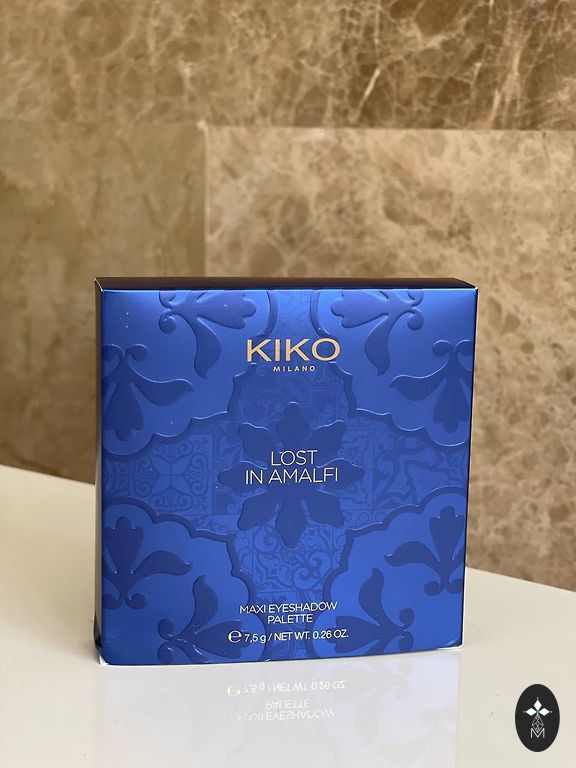 KIKO
MILANO
LOST
IN AMALFI
MAXI EYESHADOW
PALETTE
℮ 7,5 g / NET WT. 0.26 OZ.
M